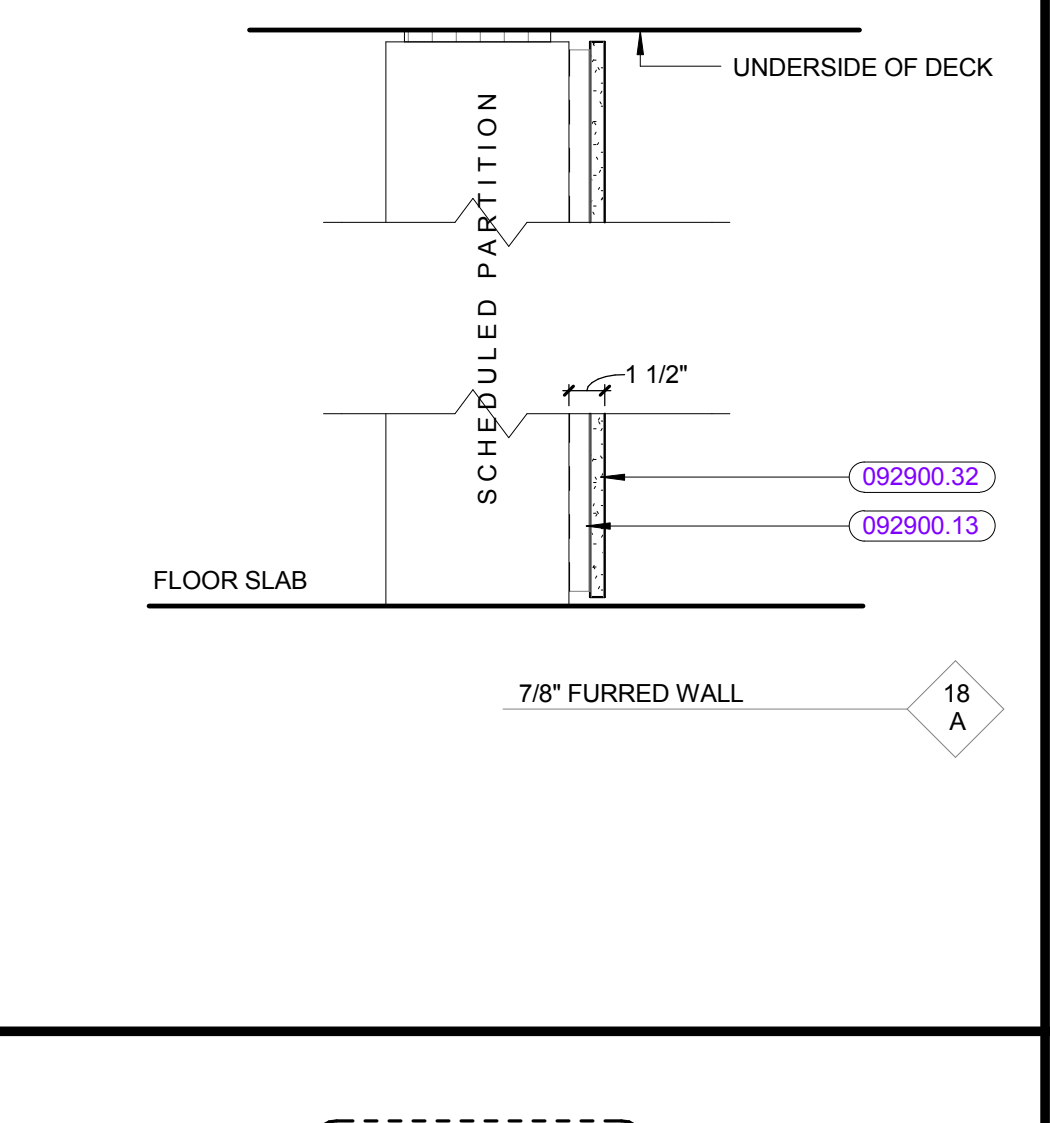 UNDERSIDE OF DECK
SCHEDULED PARTITION
1 1/2"
092900.32
092900.13
FLOOR SLAB
7/8" FURRED WALL
18
A